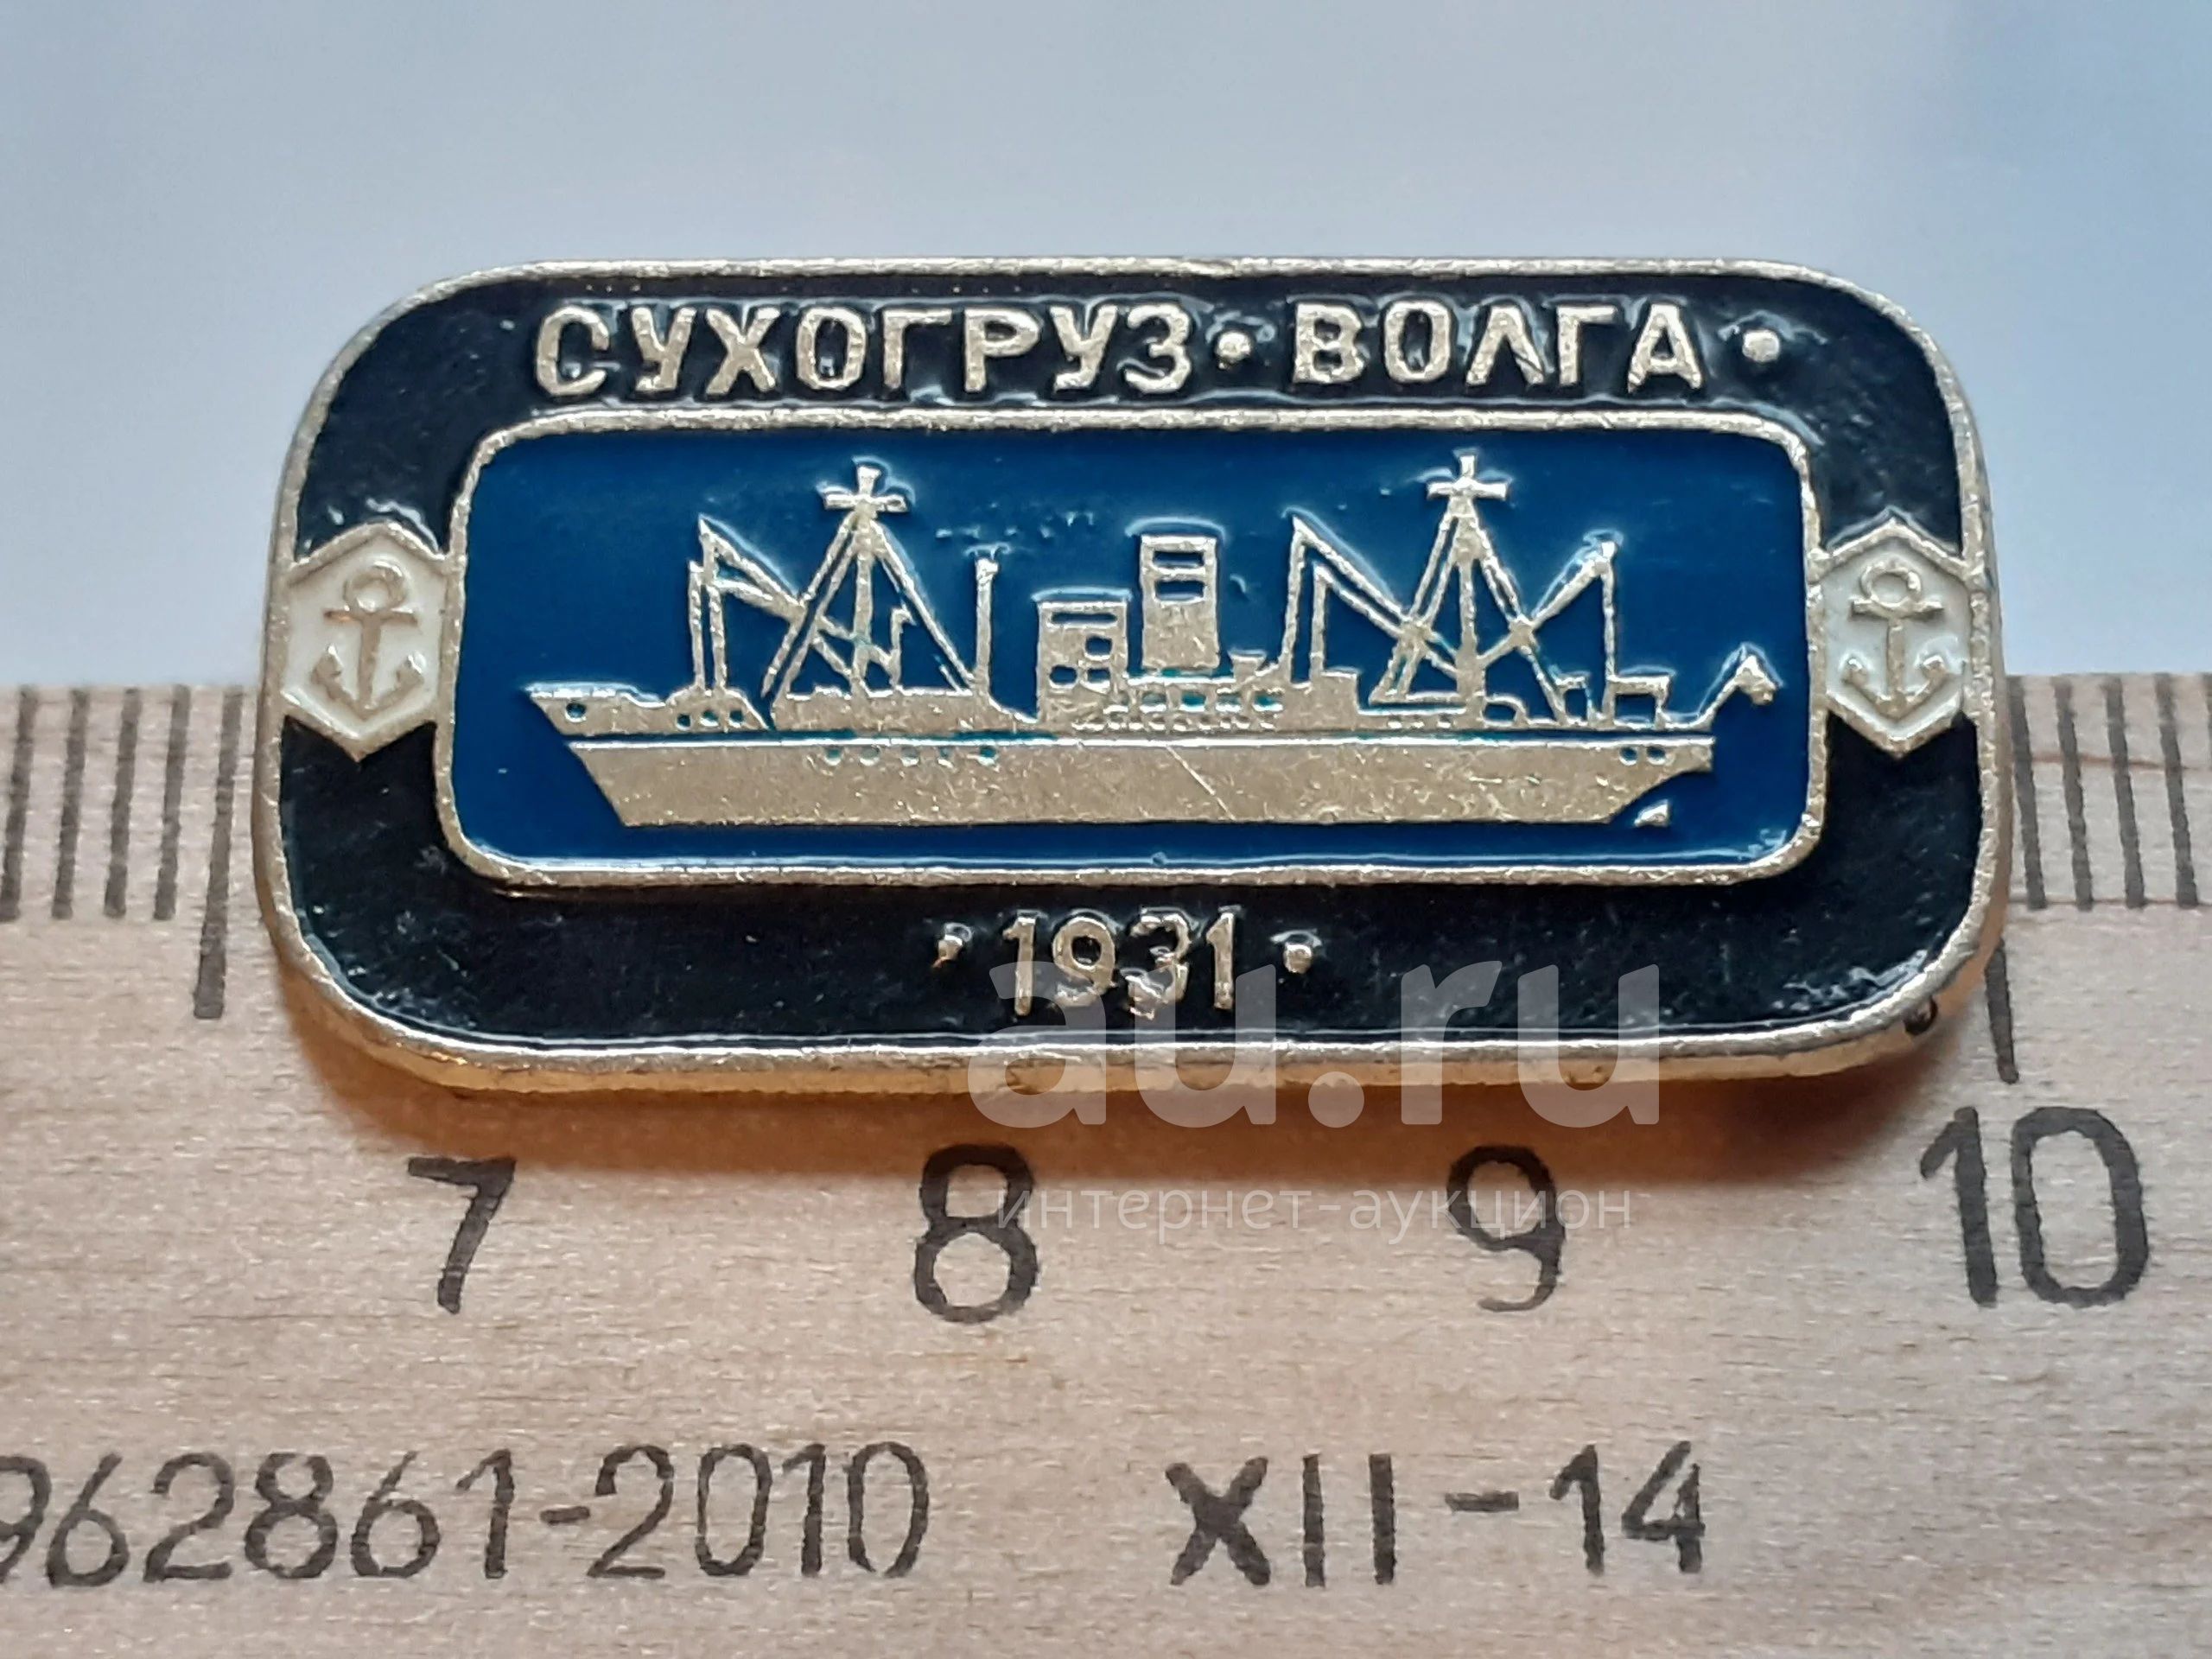 СУХОГРУЗ · ВОЛГА ·
· 1931 ·
au.ru
интернет-аукцион
7 8 9 10
962861-2010 XII-14